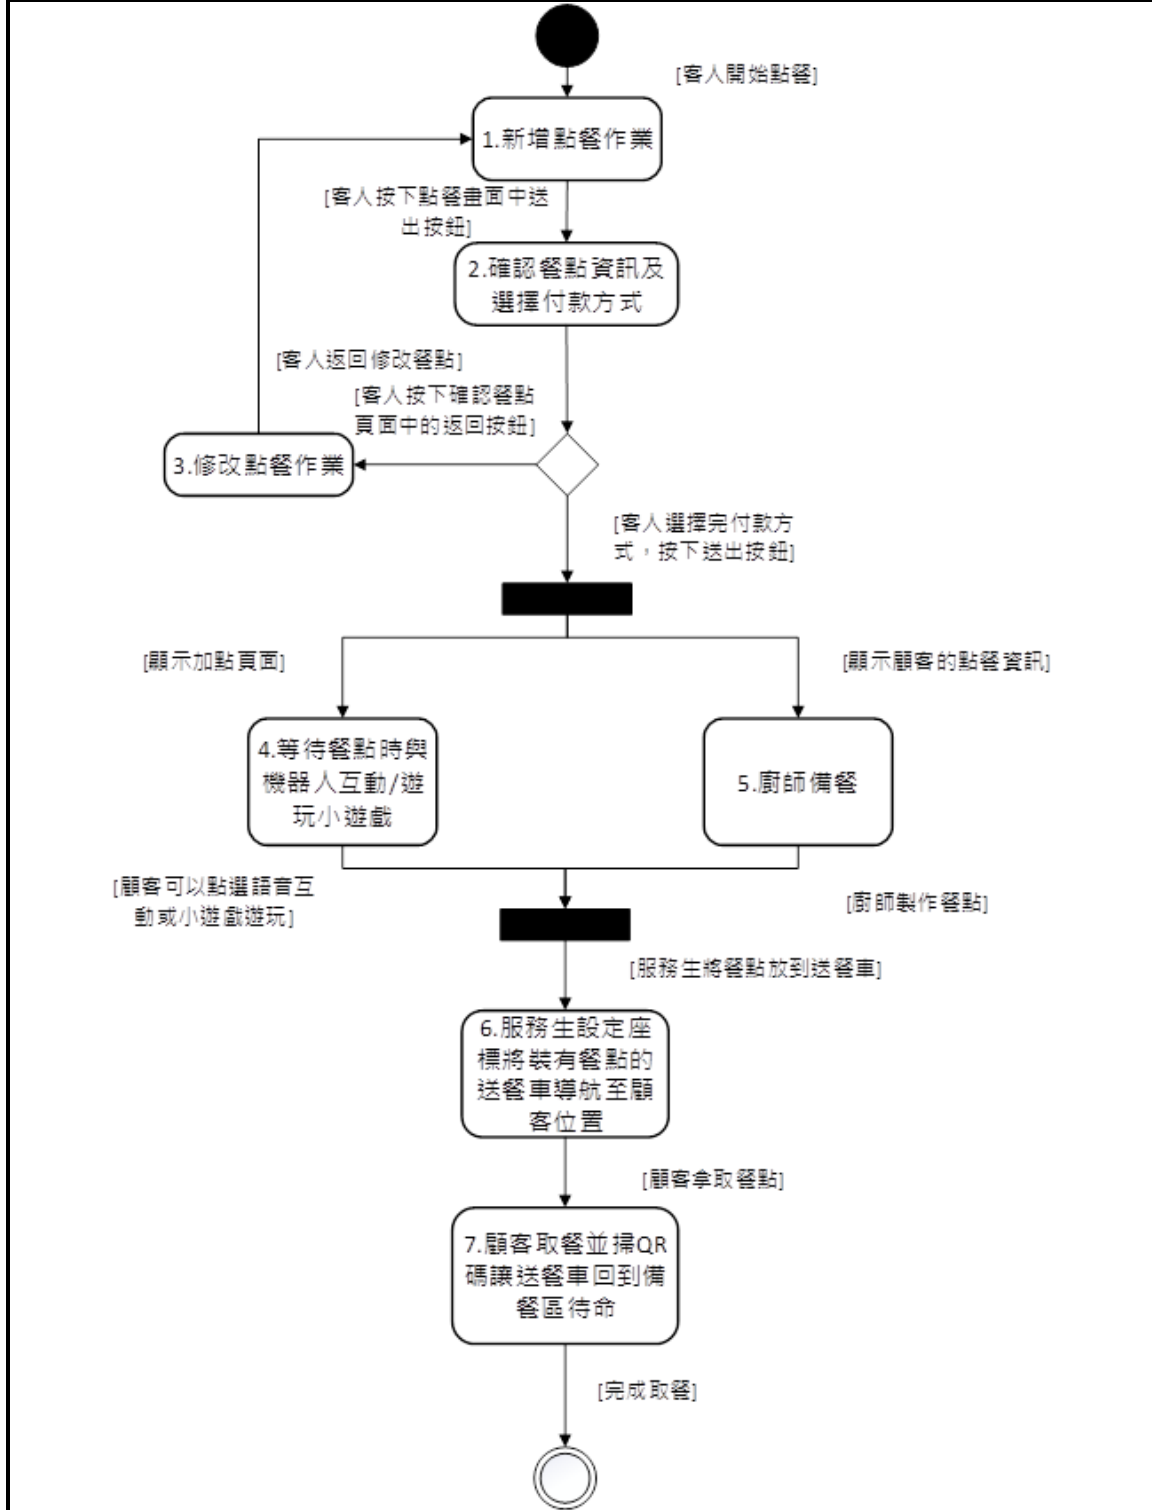 [客人開始點餐]
1.新增點餐作業
[客人按下點餐畫面中送
出按鈕]
2.確認餐點資訊及
選擇付款方式
[客人返回修改餐點]
[客人按下確認餐點
頁面中的返回按鈕]
3.修改點餐作業
[客人選擇完付款方
式，按下送出按鈕]
[顯示加點頁面]
[顯示顧客的點餐資訊]
4.等待餐點時與
機器人互動/遊
玩小遊戲
5.廚師備餐
[顧客可以點選語音互
動或小遊戲遊玩]
[廚師製作餐點]
[服務生將餐點放到送餐車]
6.服務生設定座
標將裝有餐點的
送餐車導航至顧
客位置
[顧客拿取餐點]
7.顧客取餐並掃QR
碼讓送餐車回到備
餐區待命
[完成取餐]